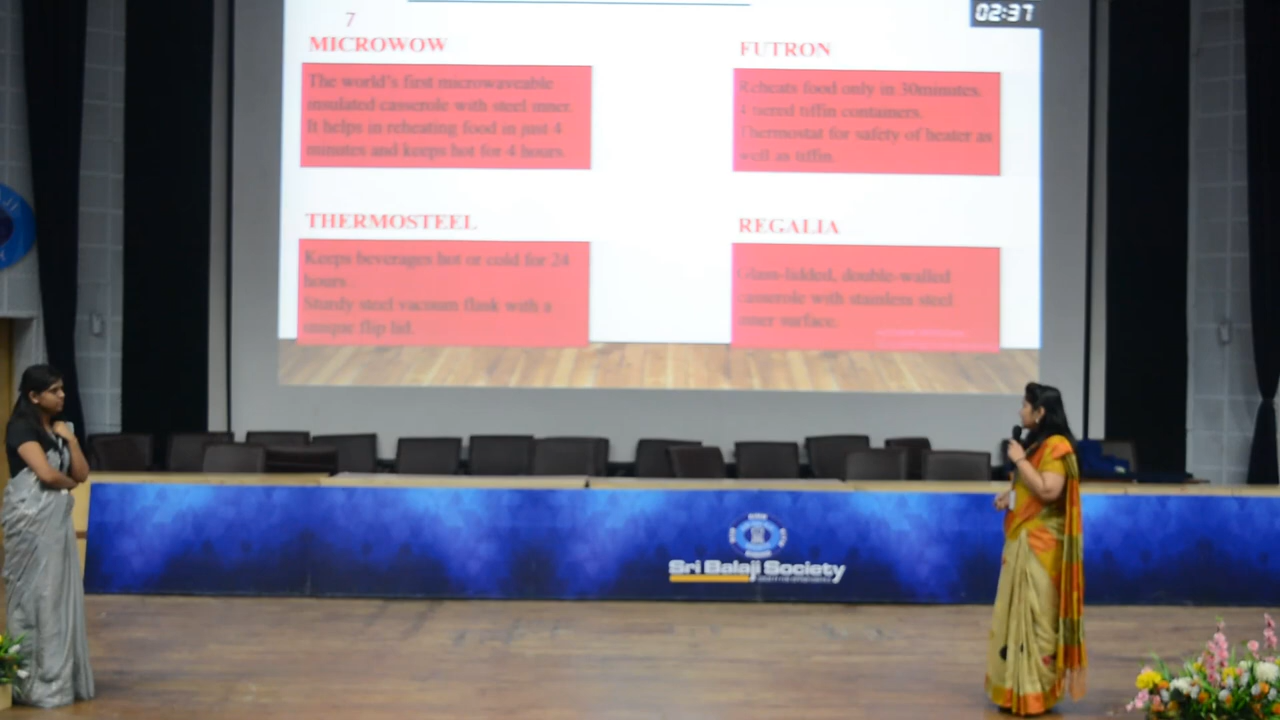 02:37
7
MICROWOW
The world's first microwaveable
insulated casserole with steel inner.
It helps in reheating food in just 4
minutes and keeps hot for 4 hours.
FUTRON
Reheats food only in 30minutes.
4 tiered tiffin containers.
Thermostat for safety of heater as
well as tiffin.
THERMOSTEEL
Keeps beverages hot or cold for 24
hours
Sturdy steel vacuum flask with a
unique flip lid.
REGALIA
Glass-lidded, double-walled
casserole with stainless steel
inner surface.
Sri Balaji Society